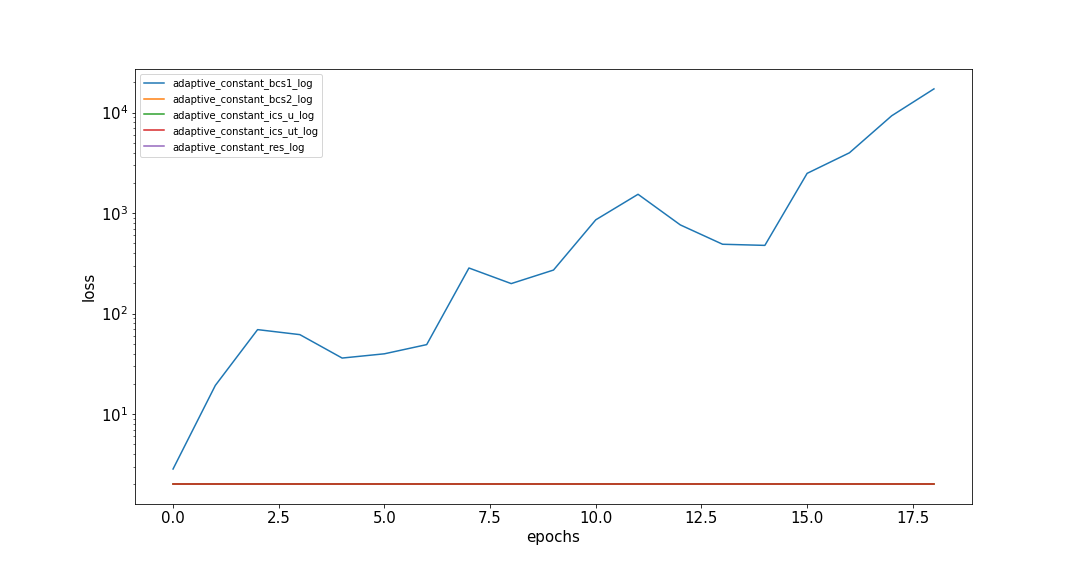 adaptive_constant_bcs1_log
adaptive_constant_bcs2_log
adaptive_constant_ics_u_log
adaptive_constant_ics_ut_log
adaptive_constant_res_log
10⁴
10³
10²
10¹
loss
0.0 2.5 5.0 7.5 10.0 12.5 15.0 17.5
epochs